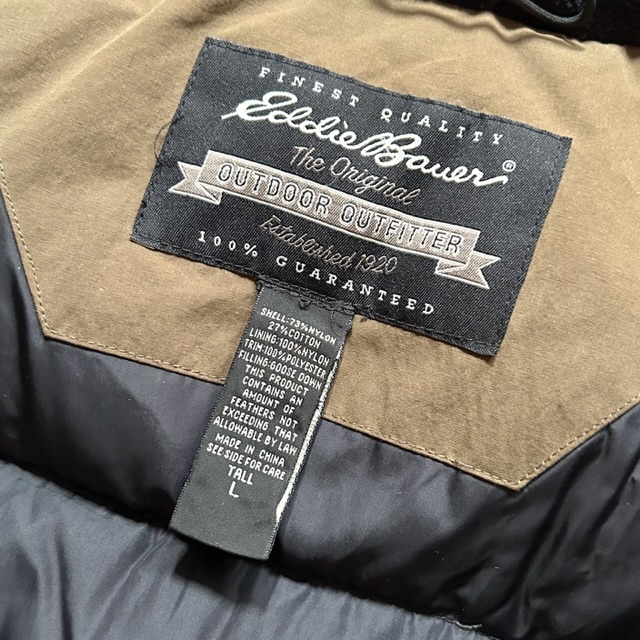 FINEST QUALITY
Eddie Bauer®
The Original
OUTDOOR OUTFITTER
Established 1920
100% GUARANTEED
SHELL:73%NYLON
27%COTTON
LINING:100%NYLON
TRIM:100%POLYESTER
FILLING:GOOSE DOWN
THIS PRODUCT
CONTAINS AN
AMOUNT OF
FEATHERS NOT
EXCEEDING THAT
ALLOWABLE BY LAW
MADE IN CHINA
SEE SIDE FOR CARE
TALL
L